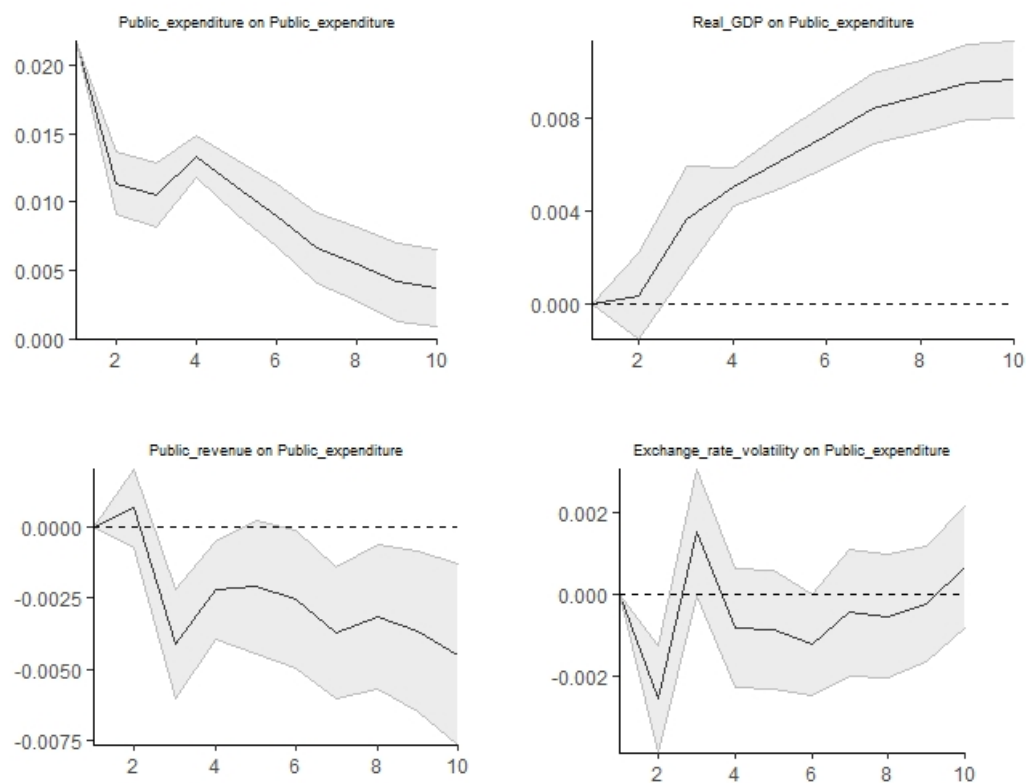 Public_expenditure on Public_expenditure
0.020
0.015
0.010
0.005
0.000
2 4 6 8 10
Real_GDP on Public_expenditure
0.008
0.004
0.000
2 4 6 8 10
Public_revenue on Public_expenditure
0.0000
-0.0025
-0.0050
-0.0075
2 4 6 8 10
Exchange_rate_volatility on Public_expenditure
0.002
0.000
-0.002
2 4 6 8 10